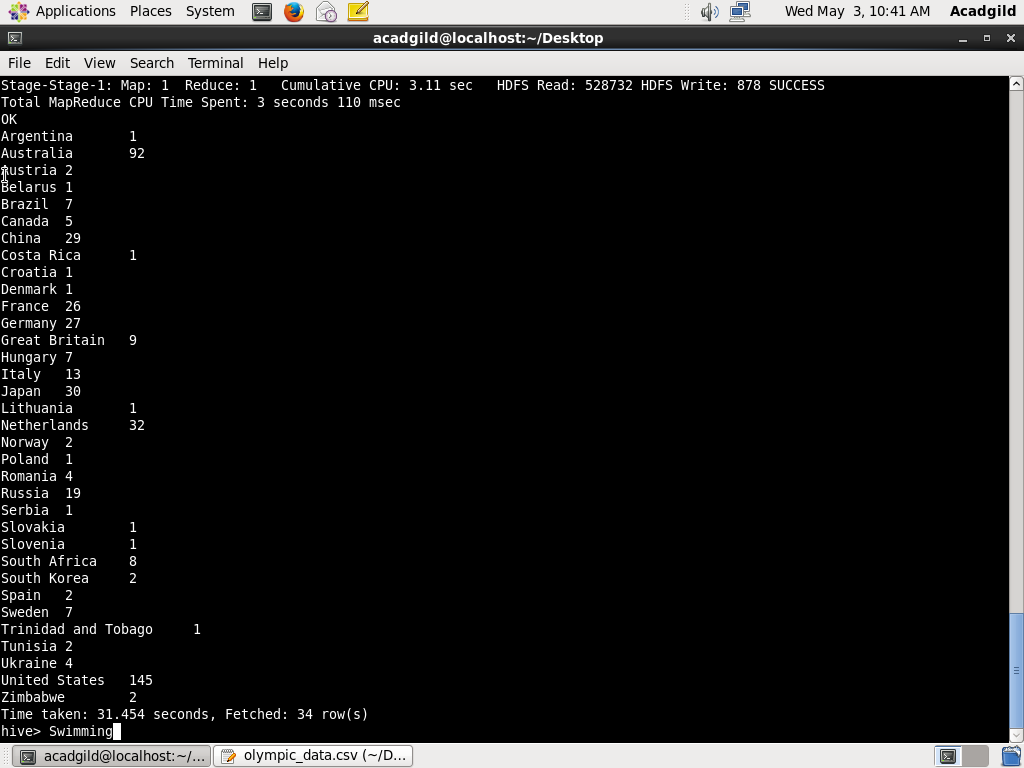 Applications Places System Wed May 3, 10:41 AM Acadgild
acadgild@localhost:~/Desktop
File Edit View Search Terminal Help
Stage-Stage-1: Map: 1  Reduce: 1   Cumulative CPU: 3.11 sec   HDFS Read: 528732 HDFS Write: 878 SUCCESS
Total MapReduce CPU Time Spent: 3 seconds 110 msec
OK
Argentina	1
Australia	92
Austria	2
Belarus	1
Brazil	7
Canada	5
China	29
Costa Rica	1
Croatia	1
Denmark	1
France	26
Germany	27
Great Britain	9
Hungary	7
Italy	13
Japan	30
Lithuania	1
Netherlands	32
Norway	2
Poland	1
Romania	4
Russia	19
Serbia	1
Slovakia	1
Slovenia	1
South Africa	8
South Korea	2
Spain	2
Sweden	7
Trinidad and Tobago	1
Tunisia	2
Ukraine	4
United States	145
Zimbabwe	2
Time taken: 31.454 seconds, Fetched: 34 row(s)
hive> Swimming
acadgild@localhost:~/... olympic_data.csv (~/D...